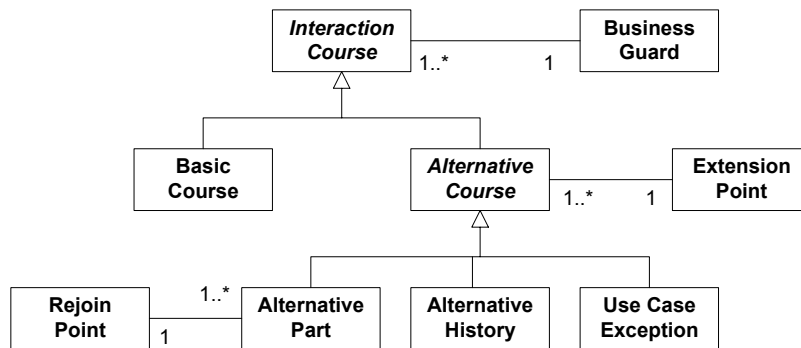 Interaction
Course
1..*
1
Business
Guard
Basic
Course
Alternative
Course
1..*
1
Extension
Point
Rejoin
Point
1
1..*
Alternative
Part
Alternative
History
Use Case
Exception